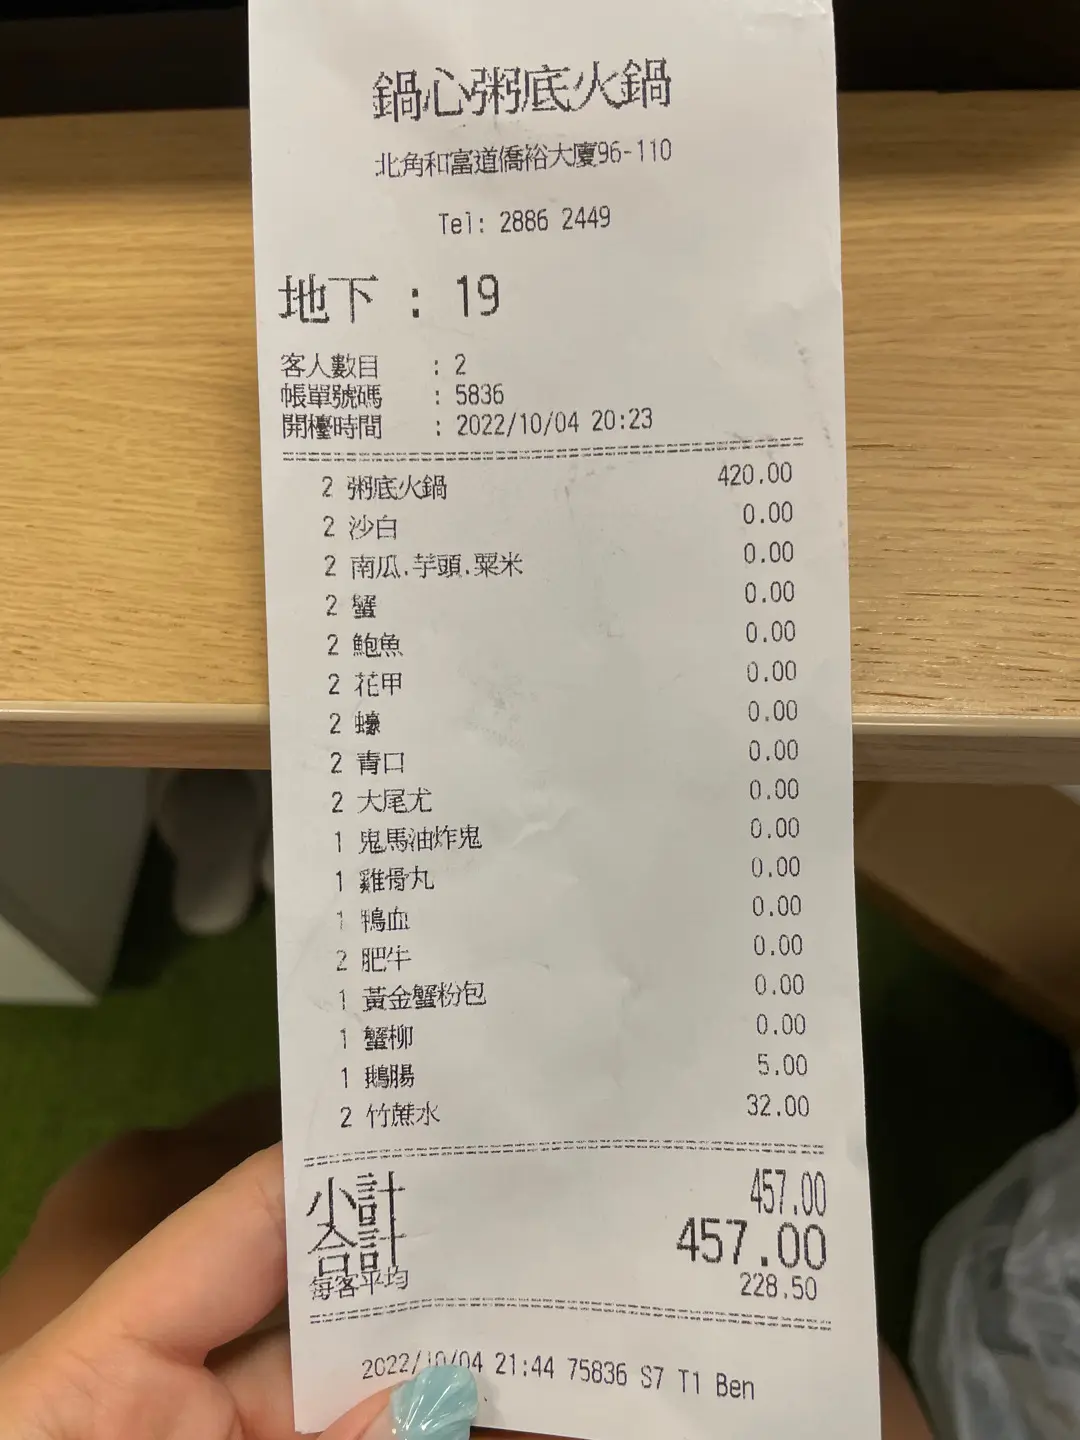 鍋心粥底火鍋
北角和富道僑裕大廈96-110
Tel: 2886 2449
地下 : 19
客人數目 : 2
帳單號碼 : 5836
開檯時間 : 2022/10/04 20:23
2 粥底火鍋 420.00
2 沙白 0.00
2 南瓜.芋頭.粟米 0.00
2 蟹 0.00
2 鮑魚 0.00
2 花甲 0.00
2 蠔 0.00
2 青口 0.00
2 大尾尤 0.00
1 鬼馬油炸鬼 0.00
1 雞骨丸 0.00
1 鴨血 0.00
2 肥牛 0.00
1 黃金蟹粉包 0.00
1 蟹柳 0.00
1 鵝腸 5.00
2 竹蔗水 32.00
小計 457.00
合計 457.00
每客平均 228.50
2022/10/04 21:44 75836 S7 T1 Ben